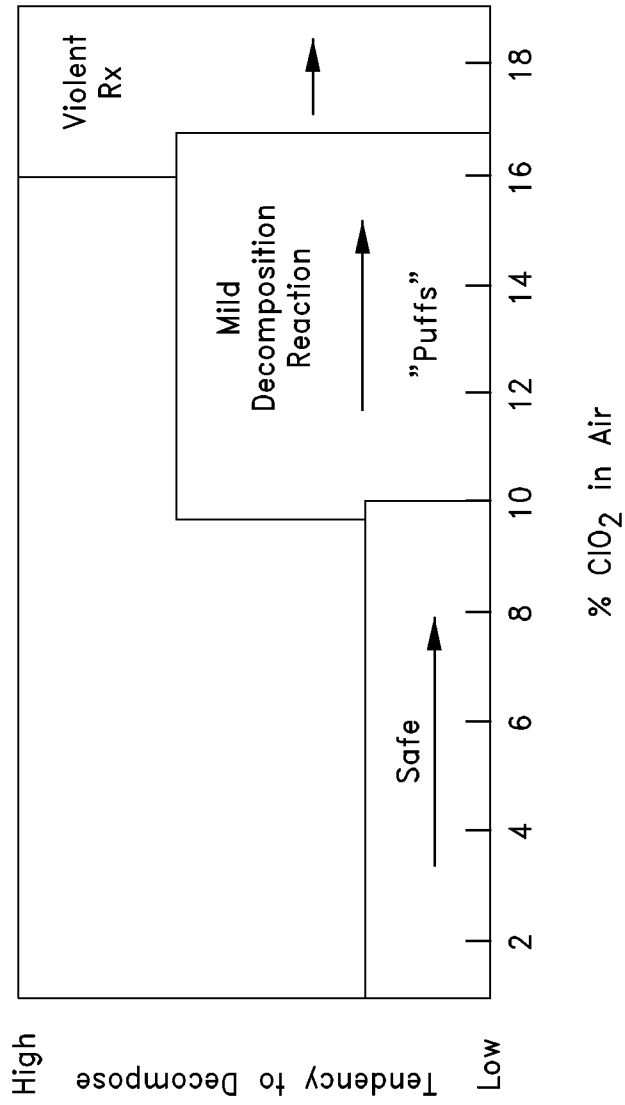 High
Tendency to Decompose
Low
Violent
Rx
Mild
Decomposition
Reaction
"Puffs"
Safe
2 4 6 8 10 12 14 16 18
% ClO₂ in Air